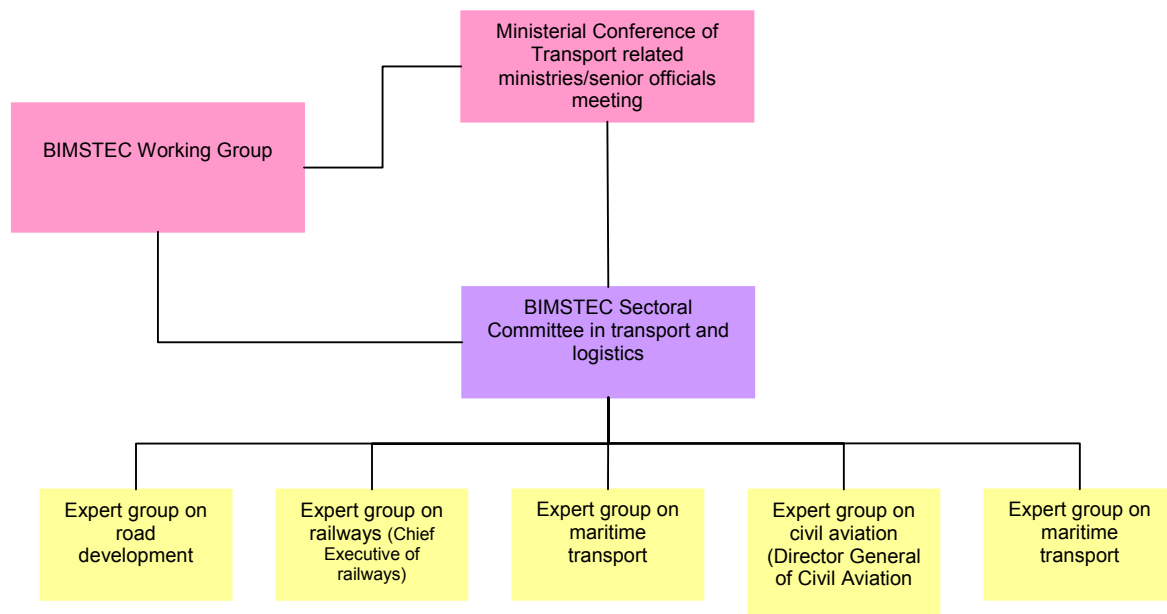 Ministerial Conference of
Transport related
ministries/senior officials
meeting
BIMSTEC Working Group
BIMSTEC Sectoral
Committee in transport and
logistics
Expert group on
road
development
Expert group on
railways (Chief
Executive of
railways)
Expert group on
maritime
transport
Expert group on
civil aviation
(Director General
of Civil Aviation
Expert group on
maritime
transport